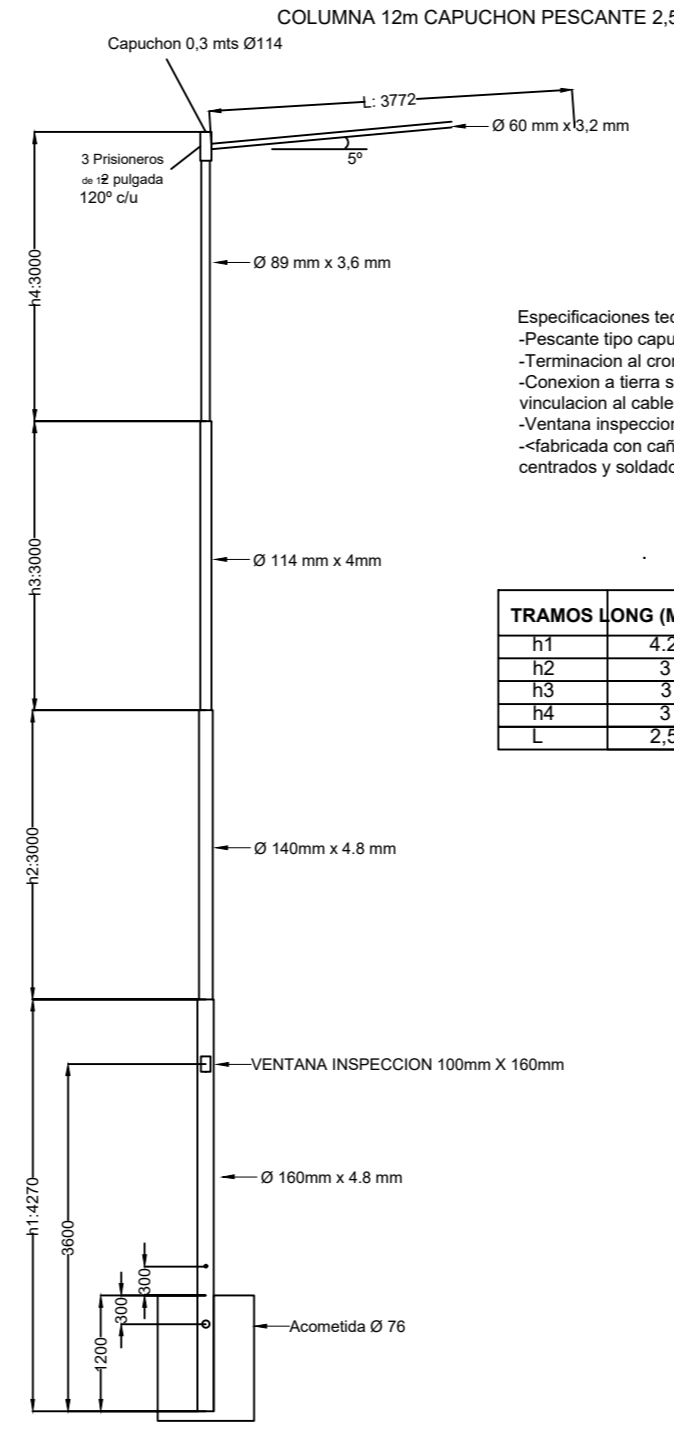 COLUMNA 12m CAPUCHON PESCANTE 2,5
Capuchon 0,3 mts Ø114
L: 3772
Ø 60 mm x 3,2 mm
5º
3 Prisioneros
de pulgada
120º c/u
h4:3000
Ø 89 mm x 3,6 mm
Especificaciones tec
-Pescante tipo capu
-Terminacion al cron
-Conexion a tierra s
vinculacion al cable
-Ventana inspeccion
-<fabricada con cañ
centrados y soldado
h3:3000
Ø 114 mm x 4mm
TRAMOS LONG (M
h1 4.2
h2 3
h3 3
h4 3
L 2,5
h2:3000
Ø 140mm x 4.8 mm
VENTANA INSPECCION 100mm X 160mm
h1:4270
3600
Ø 160mm x 4.8 mm
300
300
1200
Acometida Ø 76